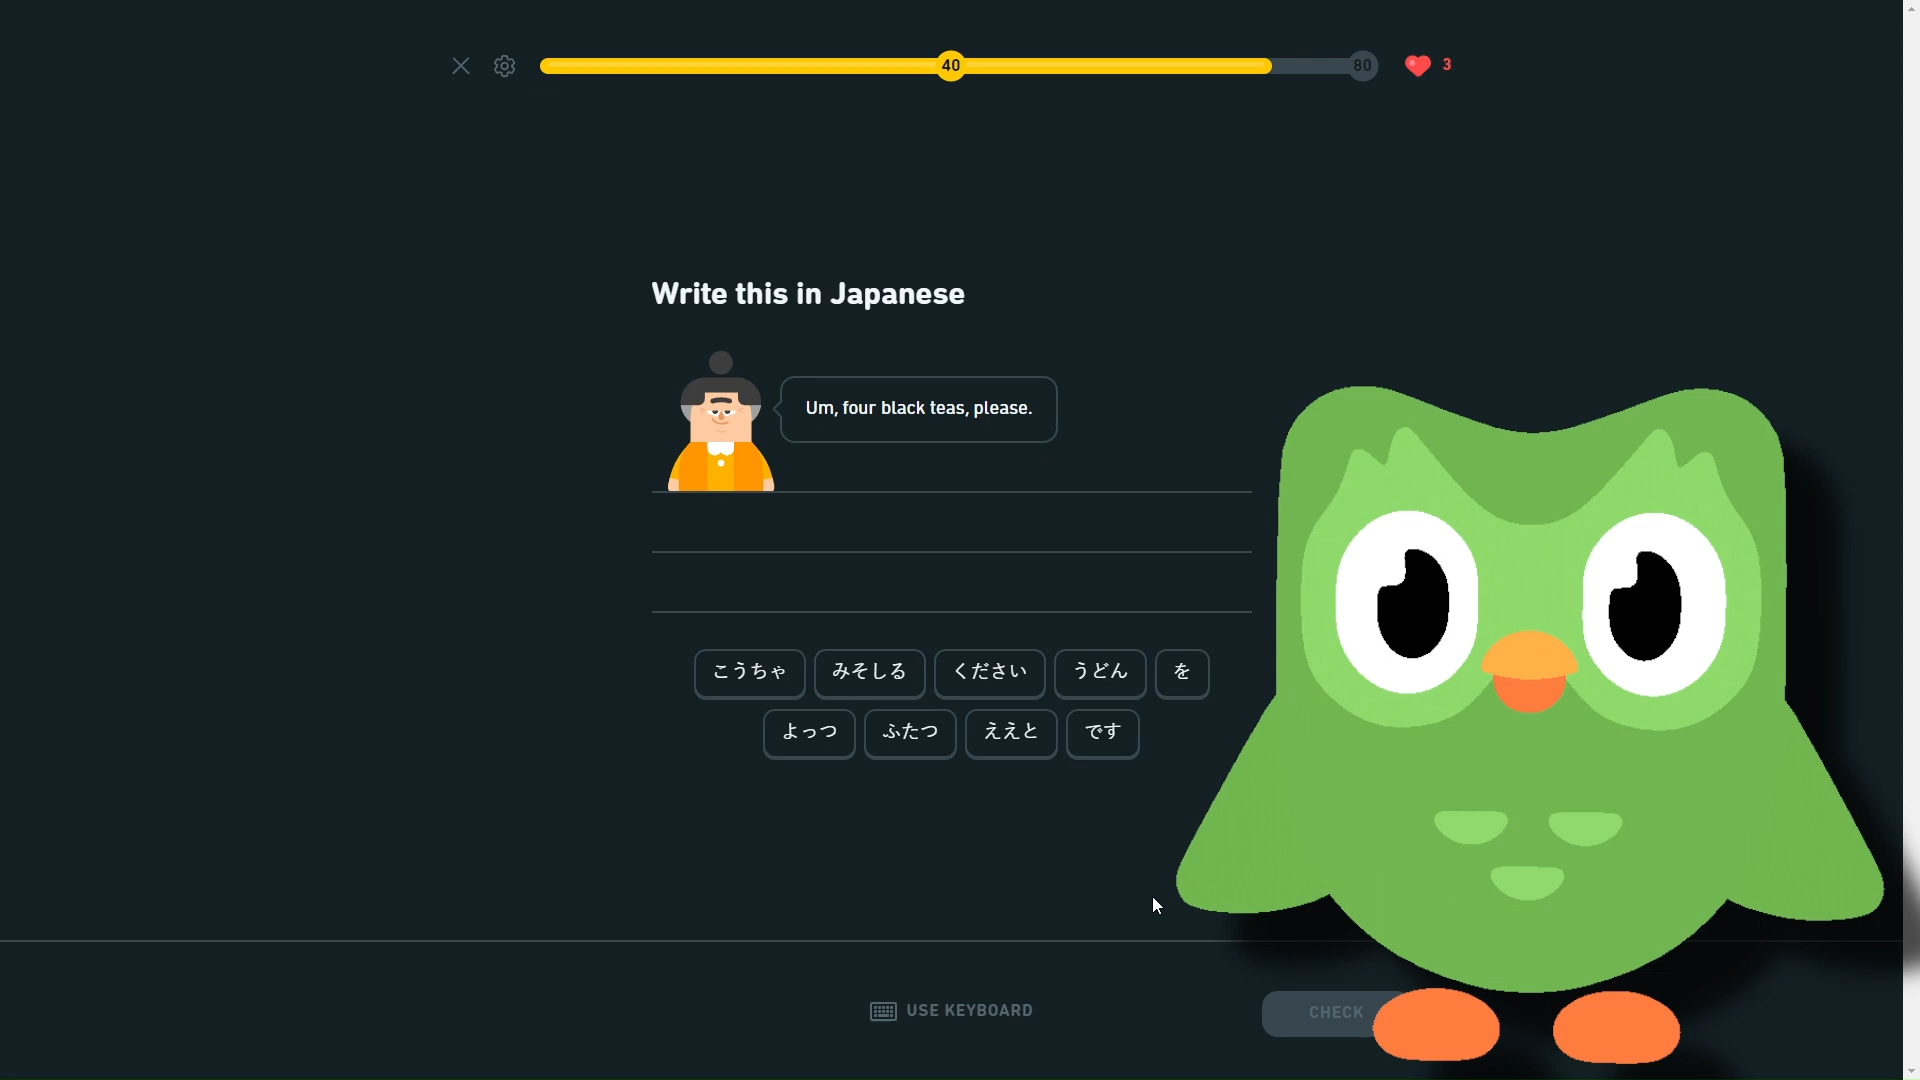 40
80
3
Write this in Japanese
Um, four black teas, please.
こうちゃ みそしる ください うどん を
よっつ ふたつ ええと です
USE KEYBOARD
CHECK